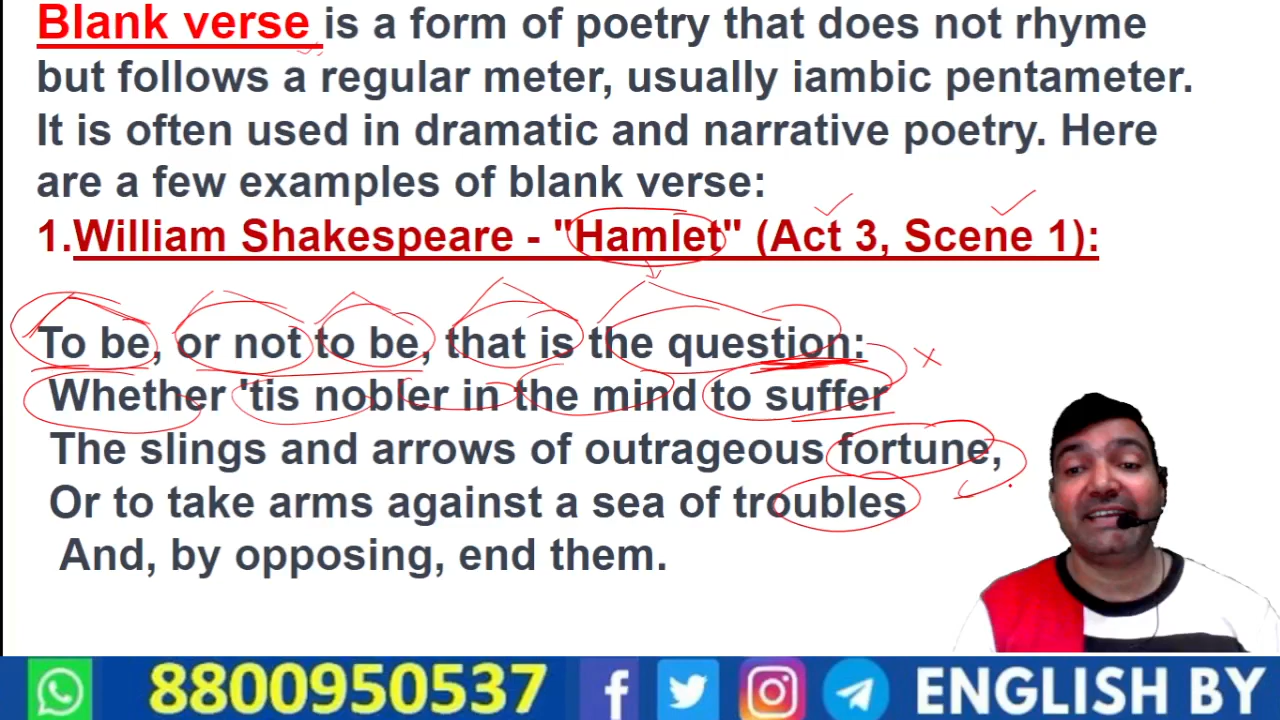 Blank verse is a form of poetry that does not rhyme
but follows a regular meter, usually iambic pentameter.
It is often used in dramatic and narrative poetry. Here
are a few examples of blank verse:
1.William Shakespeare - "Hamlet" (Act 3, Scene 1):
To be, or not to be, that is the question:
Whether 'tis nobler in the mind to suffer
The slings and arrows of outrageous fortune,
Or to take arms against a sea of troubles
And, by opposing, end them.
8800950537 ENGLISH BY